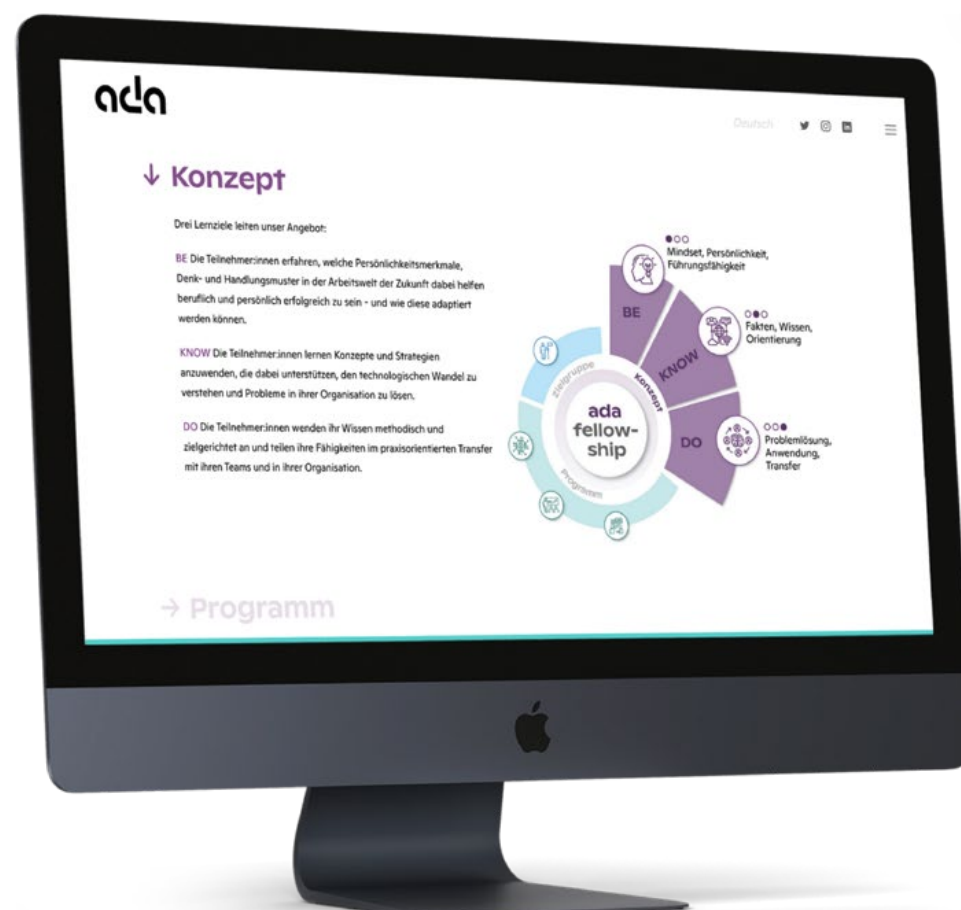 ada
Deutsch
↓ Konzept
Drei Lernziele leiten unser Angebot:
BE Die Teilnehmer:innen erfahren, welche Persönlichkeitsmerkmale,
Denk- und Handlungsmuster in der Arbeitswelt der Zukunft dabei helfen
beruflich und persönlich erfolgreich zu sein - und wie diese adaptiert
werden können.
KNOW Die Teilnehmer:innen lernen Konzepte und Strategien
anzuwenden, die dabei unterstützen, den technologischen Wandel zu
verstehen und Probleme in ihrer Organisation zu lösen.
DO Die Teilnehmer:innen wenden ihr Wissen methodisch und
zielgerichtet an und teilen ihre Fähigkeiten im praxisorientierten Transfer
mit ihren Teams und in ihrer Organisation.
Mindset, Persönlichkeit,
Führungsfähigkeit
BE
Fakten, Wissen,
Orientierung
KNOW
Problemlösung,
Anwendung,
Transfer
DO
Zielgruppe
Konzept
Programm
ada
fellow-
ship
→ Programm